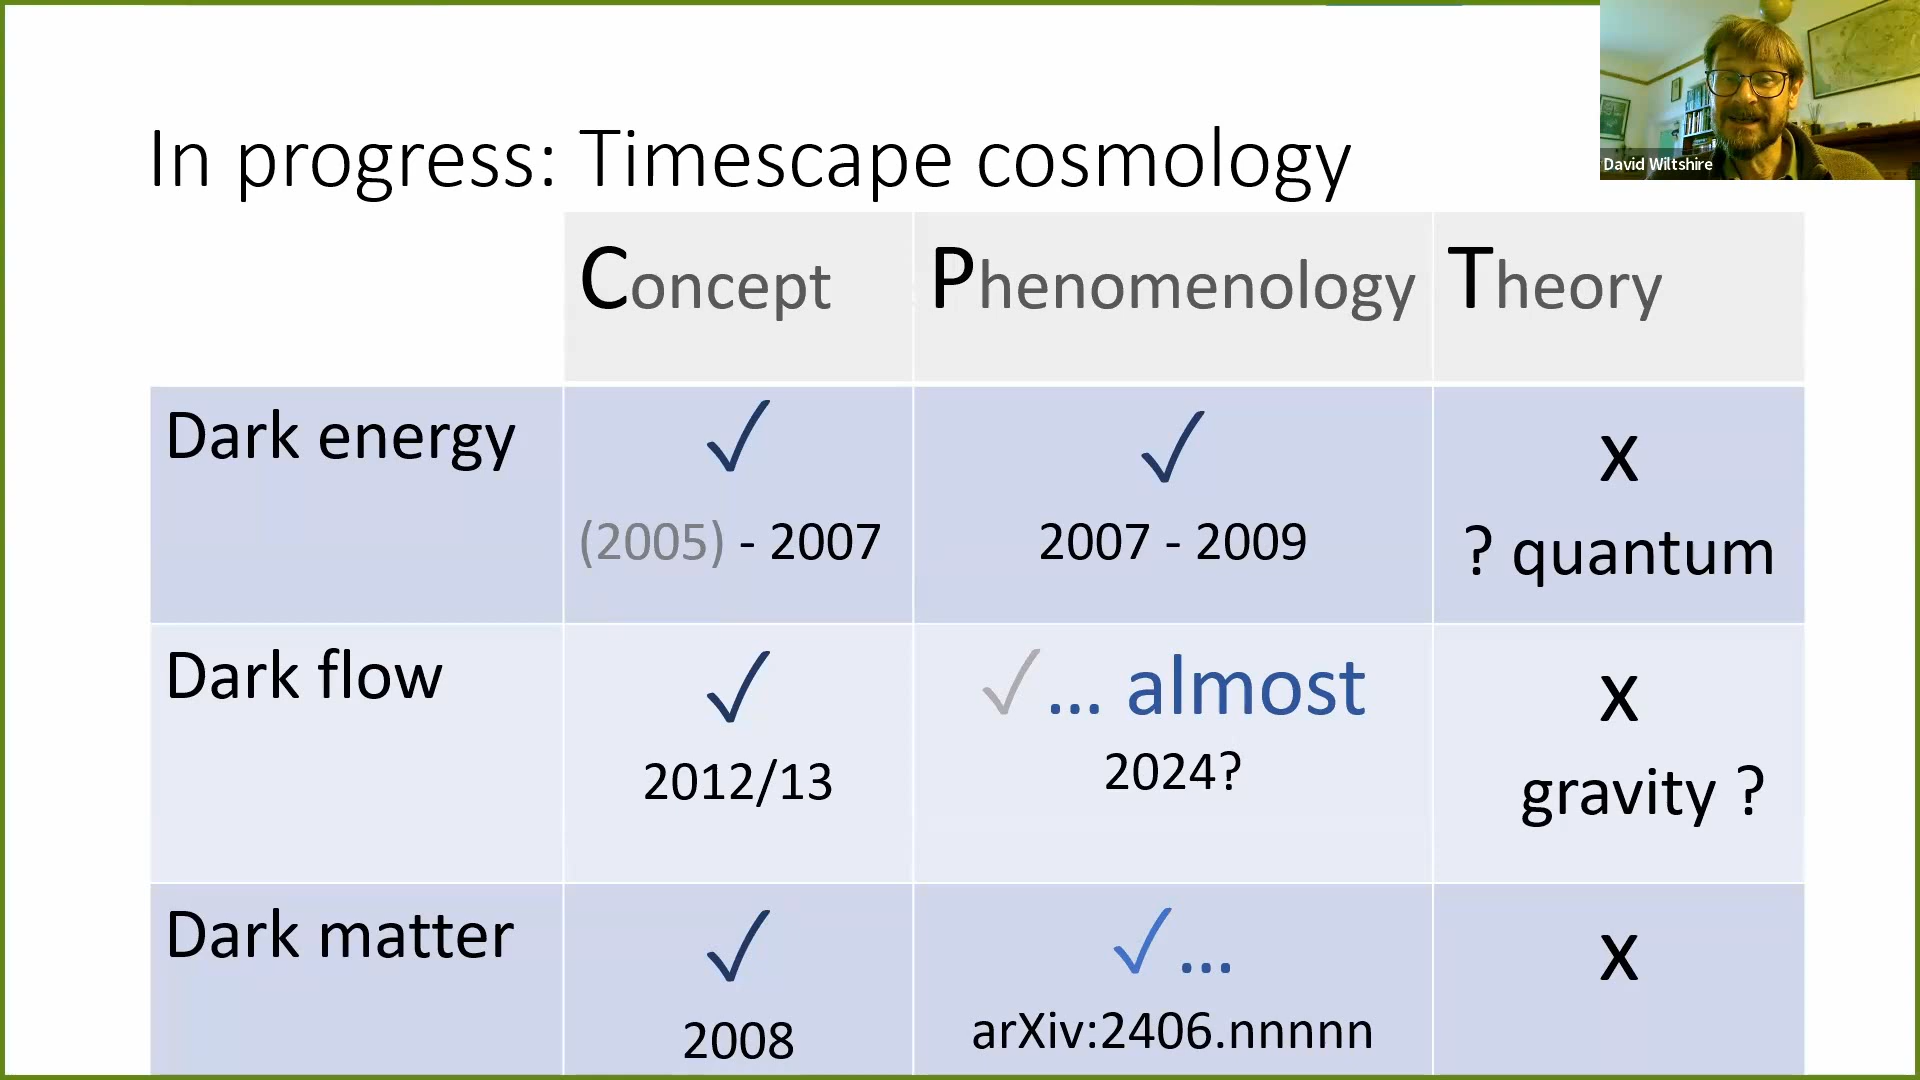 David Wiltshire
In progress: Timescape cosmology
Concept Phenomenology Theory
Dark energy ✓ ✓ x
(2005) - 2007 2007 - 2009 ? quantum
Dark flow ✓ ✓... almost x
2012/13 2024? gravity ?
Dark matter ✓ ✓... x
2008 arXiv:2406.nnnnn